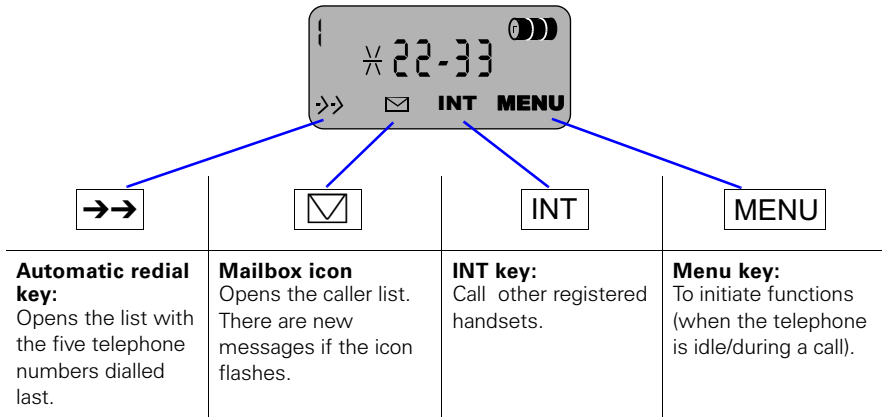 1
22-33
INT MENU
INT MENU
Automatic redial
key:
Opens the list with
the five telephone
numbers dialled
last.
Mailbox icon
Opens the caller list.
There are new
messages if the icon
flashes.
INT key:
Call other registered
handsets.
Menu key:
To initiate functions
(when the telephone
is idle/during a call).